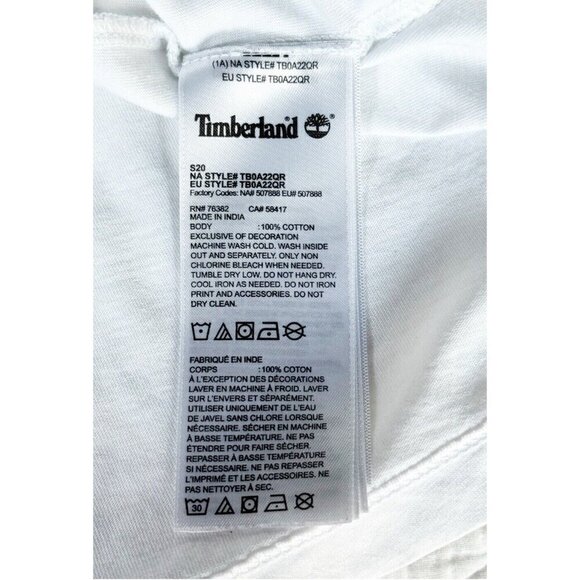 (1A) NA STYLE# TB0A22QR
EU STYLE# TB0A22QR
Timberland
S20
NA STYLE# TB0A22QR
EU STYLE# TB0A22QR
Factory Codes: NA# 507888 EU# 507888
RN# 76382 CA# 58417
MADE IN INDIA
BODY :100% COTTON
EXCLUSIVE OF DECORATION
MACHINE WASH COLD. WASH INSIDE
OUT AND SEPARATELY. ONLY NON
CHLORINE BLEACH WHEN NEEDED.
TUMBLE DRY LOW. DO NOT HANG DRY.
COOL IRON AS NEEDED. DO NOT IRON
PRINT AND ACCESSORIES. DO NOT
DRY CLEAN.
FABRIQUÉ EN INDE
CORPS :100% COTON
À L'EXCEPTION DES DÉCORATIONS
LAVER EN MACHINE À FROID. LAVER
SUR L'ENVERS ET SÉPARÉMENT.
UTILISER UNIQUEMENT DE L'EAU
DE JAVEL SANS CHLORE LORSQUE
NÉCESSAIRE. SÉCHER EN MACHINE
À BASSE TEMPÉRATURE. NE PAS
ÉTENDRE POUR FAIRE SÉCHER.
REPASSER À BASSE TEMPÉRATURE
SI NÉCESSAIRE. NE PAS REPASSER
L'IMPRIMÉ ET LES ACCESSOIRES. NE
PAS NETTOYER À SEC.
30